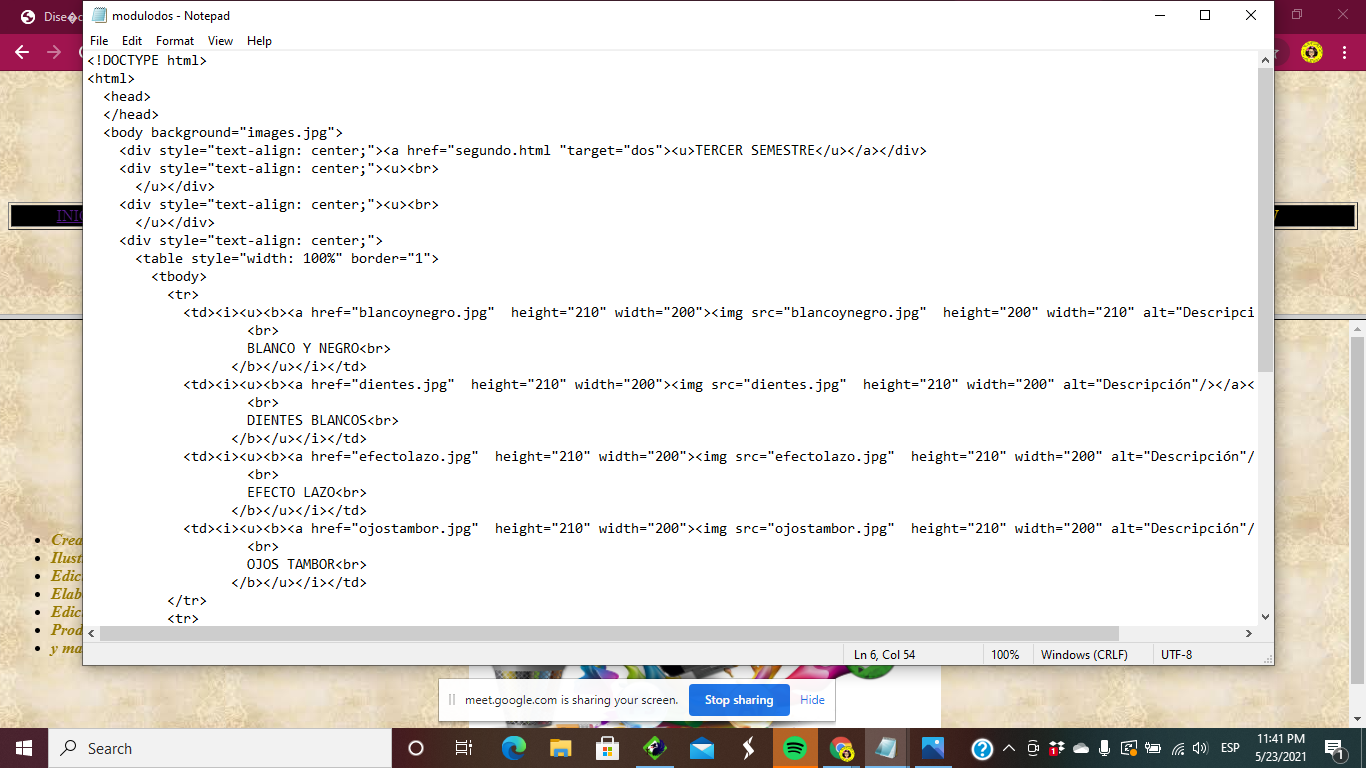 Dise�
modulodos - Notepad
File Edit Format View Help
<!DOCTYPE html>
<html>
<head>
</head>
<body background="images.jpg">
<div style="text-align: center;"><a href="segundo.html "target="dos"><u>TERCER SEMESTRE</u></a></div>
<div style="text-align: center;"><u><br>
</u></div>
<div style="text-align: center;"><u><br>
</u></div>
<div style="text-align: center;">
<table style="width: 100%" border="1">
<tbody>
<tr>
<td><i><u><b><a href="blancoynegro.jpg"  height="210" width="200"><img src="blancoynegro.jpg"  height="200" width="210" alt="Descripci
<br>
BLANCO Y NEGRO<br>
</b></u></i></td>
<td><i><u><b><a href="dientes.jpg"  height="210" width="200"><img src="dientes.jpg"  height="210" width="200" alt="Descripción"/></a><
<br>
DIENTES BLANCOS<br>
</b></u></i></td>
<td><i><u><b><a href="efectolazo.jpg"  height="210" width="200"><img src="efectolazo.jpg"  height="210" width="200" alt="Descripción"/
<br>
EFECTO LAZO<br>
</b></u></i></td>
<td><i><u><b><a href="ojostambor.jpg"  height="210" width="200"><img src="ojostambor.jpg"  height="210" width="200" alt="Descripción"/
<br>
OJOS TAMBOR<br>
</b></u></i></td>
</tr>
<tr>
Ln 6, Col 54 100% Windows (CRLF) UTF-8
INIC
Crea
Ilust
Edic
Elab
Edic
Prod
y ma
meet.google.com is sharing your screen. Stop sharing Hide
Search
ESP
11:41 PM
5/23/2021
1